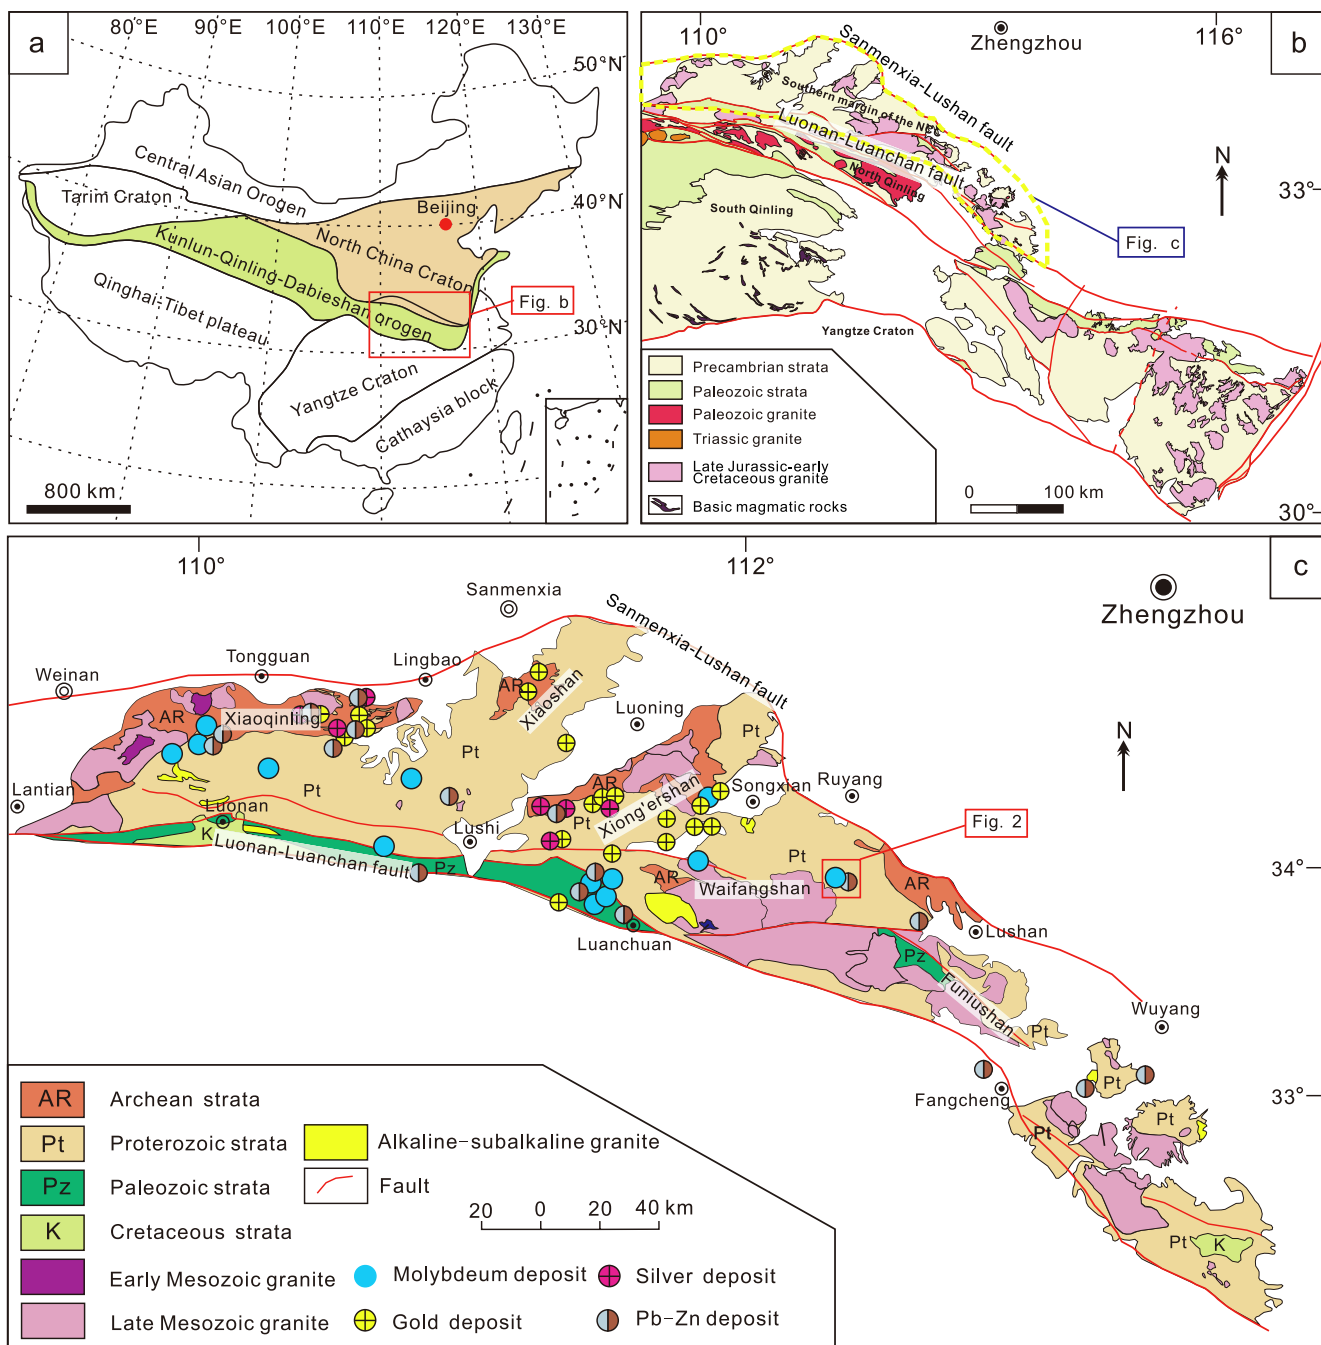 a
80°E
90°E
100°E
110°E
120°E
130°E
50°N
40°N
30°N
Central Asian Orogen
Tarim Craton
Beijing
North China Craton
Kunlun-Qinling-Dabieshan orogen
Qinghai-Tibet plateau
Fig. b
Yangtze Craton
Cathaysia block
800 km
b
110°
116°
Zhengzhou
Sanmenxia-Lushan fault
Southern margin of the NCC
Luonan-Luanchan fault
North Qinling
South Qinling
N
33°
Fig. c
Yangtze Craton
Precambrian strata
Paleozoic strata
Paleozoic granite
Triassic granite
Late Jurassic-early
Cretaceous granite
Basic magmatic rocks
0 100 km
30°
c
110°
112°
Zhengzhou
Sanmenxia
Sanmenxia-Lushan fault
Weinan
Tongguan
Lingbao
AR
Xiaoshan
Luoning
AR
Xiaoqinling
Pt
Pt
N
Lantian
Pt
AR
Xiong'ershan
Songxian
Ruyang
Luonan
K
Lushi
Pt
Fig. 2
Luonan-Luanchan fault
Pz
Pt
34°
AR
Waifangshan
AR
Luanchuan
Lushan
Pz
Funiushan
Pt
Wuyang
Fangcheng
Pt
33°
Pt
Pt
Pt
K
AR Archean strata
Pt Proterozoic strata
Pz Paleozoic strata
K Cretaceous strata
Early Mesozoic granite
Late Mesozoic granite
Alkaline-subalkaline granite
Fault
20 0 20 40 km
Molybdeum deposit
Silver deposit
Gold deposit
Pb-Zn deposit